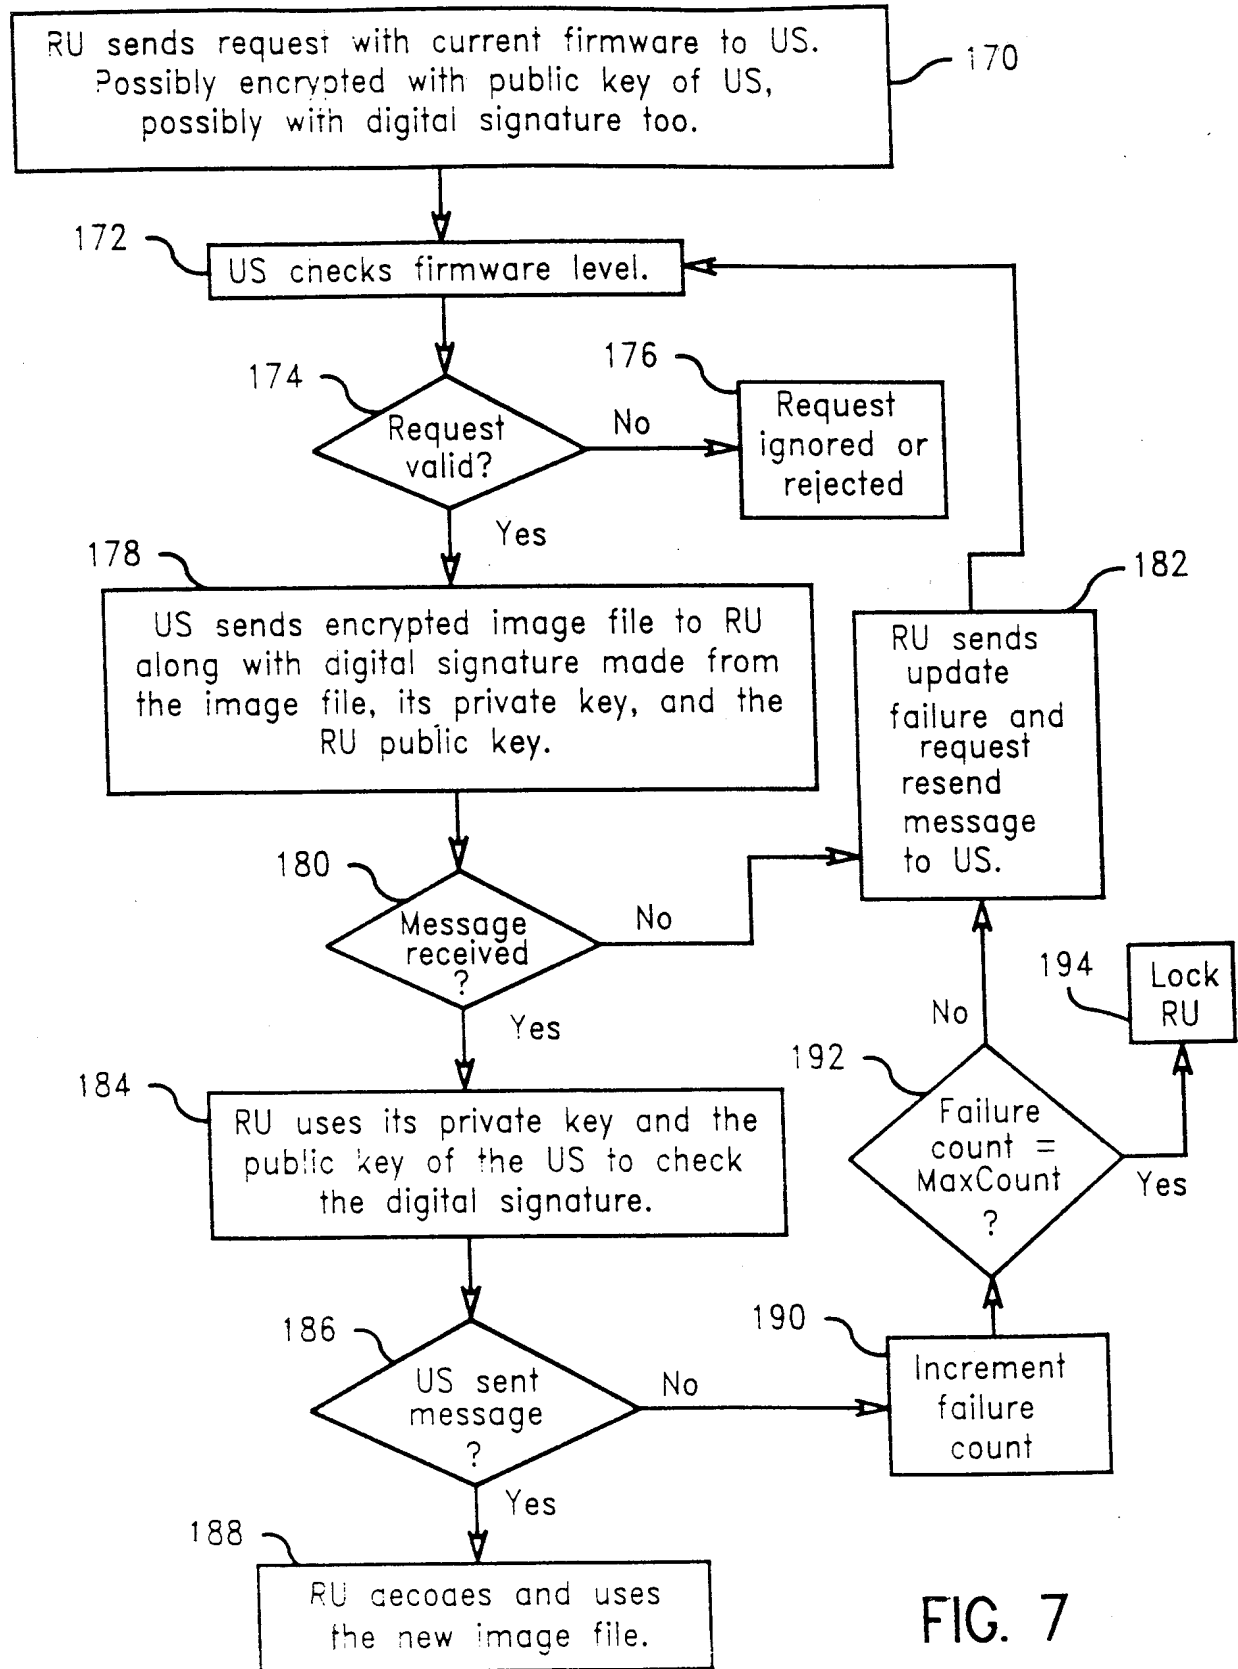 RU sends request with current firmware to US.
Possibly encrypted with public key of US,
possibly with digital signature too.
170
172
US checks firmware level.
174
Request
valid?
No
176
Request
ignored or
rejected
Yes
178
US sends encrypted image file to RU
along with digital signature made from
the image file, its private key, and the
RU public key.
182
RU sends
update
failure and
request
resend
message
to US.
180
Message
received
?
No
Yes
184
RU uses its private key and the
public key of the US to check
the digital signature.
194
Lock
RU
No
192
Failure
count =
MaxCount
?
Yes
186
US sent
message
?
No
190
Increment
failure
count
Yes
188
RU decodes and uses
the new image file.
FIG. 7